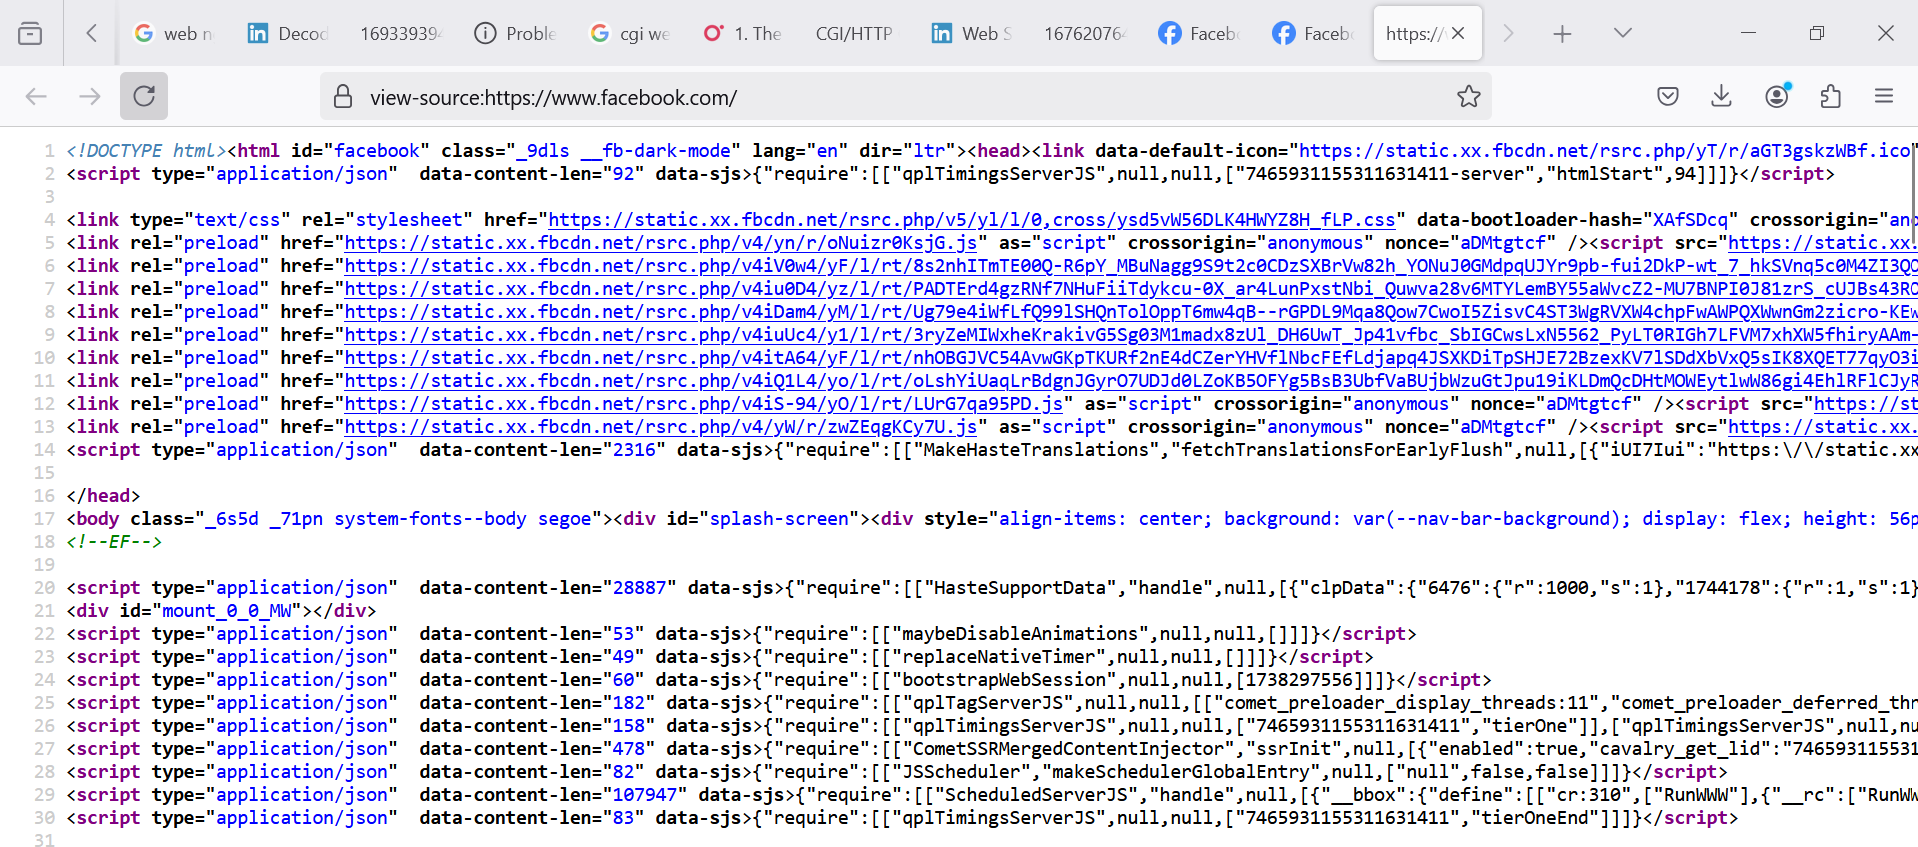 web n
Decod
169339394
Proble
cgi we
1. The
CGI/HTTP
Web S
167620764
Facebo
Facebo
https://
view-source:https://www.facebook.com/
1 <!DOCTYPE html><html id="facebook" class="_9dls __fb-dark-mode" lang="en" dir="ltr"><head><link data-default-icon="https://static.xx.fbcdn.net/rsrc.php/yT/r/aGT3gskzWBf.ico"
2 <script type="application/json"  data-content-len="92" data-sjs>{"require":[["qplTimingsServerJS",null,null,["7465931155311631411-server","htmlStart",94]]]}</script>
3
4 <link type="text/css" rel="stylesheet" href="https://static.xx.fbcdn.net/rsrc.php/v5/yl/l/0,cross/ysd5vW56DLK4HWYZ8H_fLP.css" data-bootloader-hash="XAfSDcq" crossorigin="ano
5 <link rel="preload" href="https://static.xx.fbcdn.net/rsrc.php/v4/yn/r/oNuizr0KsjG.js" as="script" crossorigin="anonymous" nonce="aDMtgtcf" /><script src="https://static.xx.
6 <link rel="preload" href="https://static.xx.fbcdn.net/rsrc.php/v4iV0w4/yF/l/rt/8s2nhITmTE00Q-R6pY_MBuNagg9S9t2c0CDzSXBrVw82h_YONuJ0GMdpqUJYr9pb-fui2DkP-wt_7_hkSVnq5c0M4ZI3QO
7 <link rel="preload" href="https://static.xx.fbcdn.net/rsrc.php/v4iu0D4/yz/l/rt/PADTErd4gzRNf7NHuFiiTdykcu-0X_ar4LunPxstNbi_Quwva28v6MTYLemBY55aWvcZ2-MU7BNPI0J81zrS_cUJBs43RO
8 <link rel="preload" href="https://static.xx.fbcdn.net/rsrc.php/v4iDam4/yM/l/rt/Ug79e4iWfLfQ99lSHQnTolOppT6mw4qB--rGPDL9Mqa8Qow7CwoI5ZisvC4ST3WgRVXW4chpFwAWPQXWwnGm2zicro-KEw
9 <link rel="preload" href="https://static.xx.fbcdn.net/rsrc.php/v4iuUc4/y1/l/rt/3ryZeMIWxheKrakivG5Sg03M1madx8zUl_DH6UwT_Jp41vfbc_SbIGCwsLxN5562_PyLT0RIGh7LFVM7xhXW5fhiryAAm-
10 <link rel="preload" href="https://static.xx.fbcdn.net/rsrc.php/v4itA64/yF/l/rt/nhOBGJVC54AvwGKpTKURf2nE4dCZerYHVflNbcFEfLdjapq4JSXKDiTpSHJE72BzexKV7lSDdXbVxQ5sIK8XQET77qyO3i
11 <link rel="preload" href="https://static.xx.fbcdn.net/rsrc.php/v4iQ1L4/yo/l/rt/oLshYiUaqLrBdgnJGyrO7UDJd0LZoKB5OFYg5BsB3UbfVaBUjbWzuGtJpu19iKLDmQcDHtMOWEytlwW86gi4EhlRFlCJyR
12 <link rel="preload" href="https://static.xx.fbcdn.net/rsrc.php/v4iS-94/yO/l/rt/LUrG7qa95PD.js" as="script" crossorigin="anonymous" nonce="aDMtgtcf" /><script src="https://st
13 <link rel="preload" href="https://static.xx.fbcdn.net/rsrc.php/v4/yW/r/zwZEqgKCy7U.js" as="script" crossorigin="anonymous" nonce="aDMtgtcf" /><script src="https://static.xx.
14 <script type="application/json"  data-content-len="2316" data-sjs>{"require":[["MakeHasteTranslations","fetchTranslationsForEarlyFlush",null,[{"iUI7Iui":"https:\/\/static.xx
15
16 </head>
17 <body class="_6s5d _71pn system-fonts--body segoe"><div id="splash-screen"><div style="align-items: center; background: var(--nav-bar-background); display: flex; height: 56p
18 <!--EF-->
19
20 <script type="application/json"  data-content-len="28887" data-sjs>{"require":[["HasteSupportData","handle",null,[{"clpData":{"6476":{"r":1000,"s":1},"1744178":{"r":1,"s":1}
21 <div id="mount_0_0_MW"></div>
22 <script type="application/json"  data-content-len="53" data-sjs>{"require":[["maybeDisableAnimations",null,null,[]]]}</script>
23 <script type="application/json"  data-content-len="49" data-sjs>{"require":[["replaceNativeTimer",null,null,[]]]}</script>
24 <script type="application/json"  data-content-len="60" data-sjs>{"require":[["bootstrapWebSession",null,null,[1738297556]]]}</script>
25 <script type="application/json"  data-content-len="182" data-sjs>{"require":[["qplTagServerJS",null,null,[["comet_preloader_display_threads:11","comet_preloader_deferred_thr
26 <script type="application/json"  data-content-len="158" data-sjs>{"require":[["qplTimingsServerJS",null,null,["7465931155311631411","tierOne"]],["qplTimingsServerJS",null,nu
27 <script type="application/json"  data-content-len="478" data-sjs>{"require":[["CometSSRMergedContentInjector","ssrInit",null,[{"enabled":true,"cavalry_get_lid":"746593115531
28 <script type="application/json"  data-content-len="82" data-sjs>{"require":[["JSScheduler","makeSchedulerGlobalEntry",null,["null",false,false]]]}</script>
29 <script type="application/json"  data-content-len="107947" data-sjs>{"require":[["ScheduledServerJS","handle",null,[{"__bbox":{"define":[["cr:310",["RunWWW"],{"__rc":["RunWW
30 <script type="application/json"  data-content-len="83" data-sjs>{"require":[["qplTimingsServerJS",null,null,["7465931155311631411","tierOneEnd"]]]}</script>
31